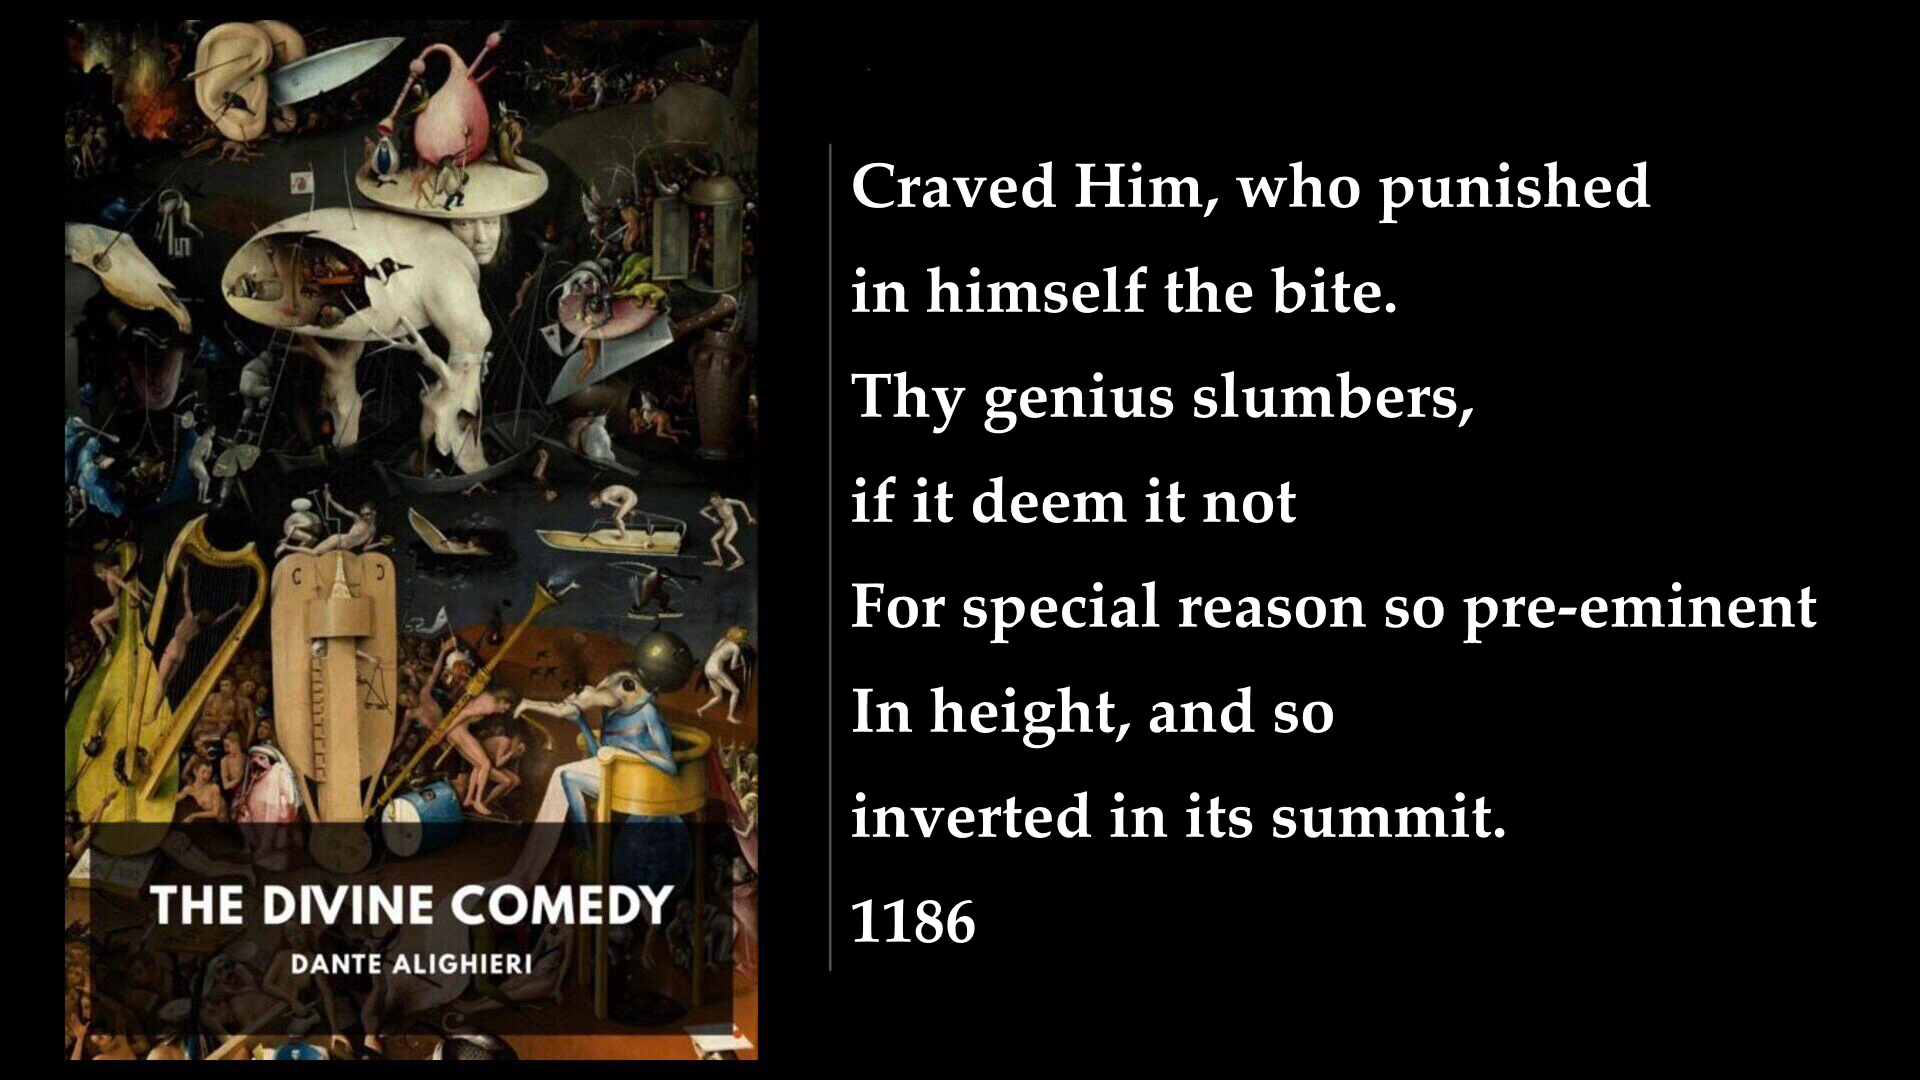 THE DIVINE COMEDY
DANTE ALIGHIERI
Craved Him, who punished
in himself the bite.
Thy genius slumbers,
if it deem it not
For special reason so pre-eminent
In height, and so
inverted in its summit.
1186